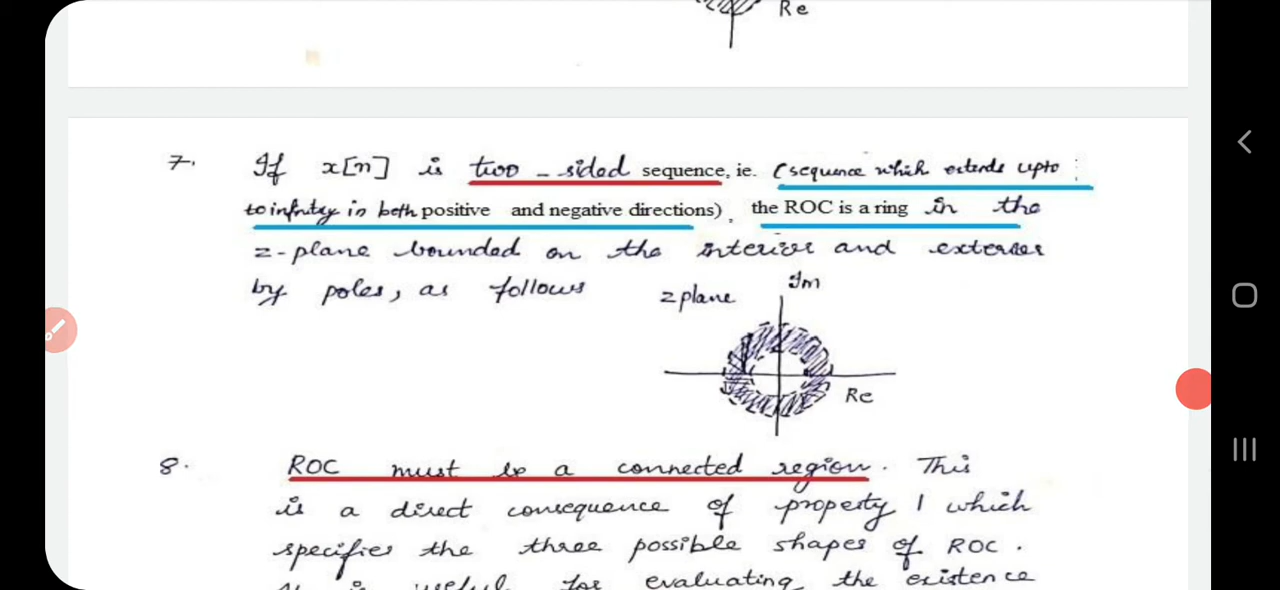 Re
7. If x[n] is two-sided sequence, ie. (sequence which extends upto
to infnitey in both positive and negative directions), the ROC is a ring in the
z-plane bounded on the interior and exterior
by poles, as follows
z plane Im
Re
8. ROC must be a connected region. This
is a direct consequence of property 1 which
specifies the three possible shapes of ROC.
useful for evaluating the existence